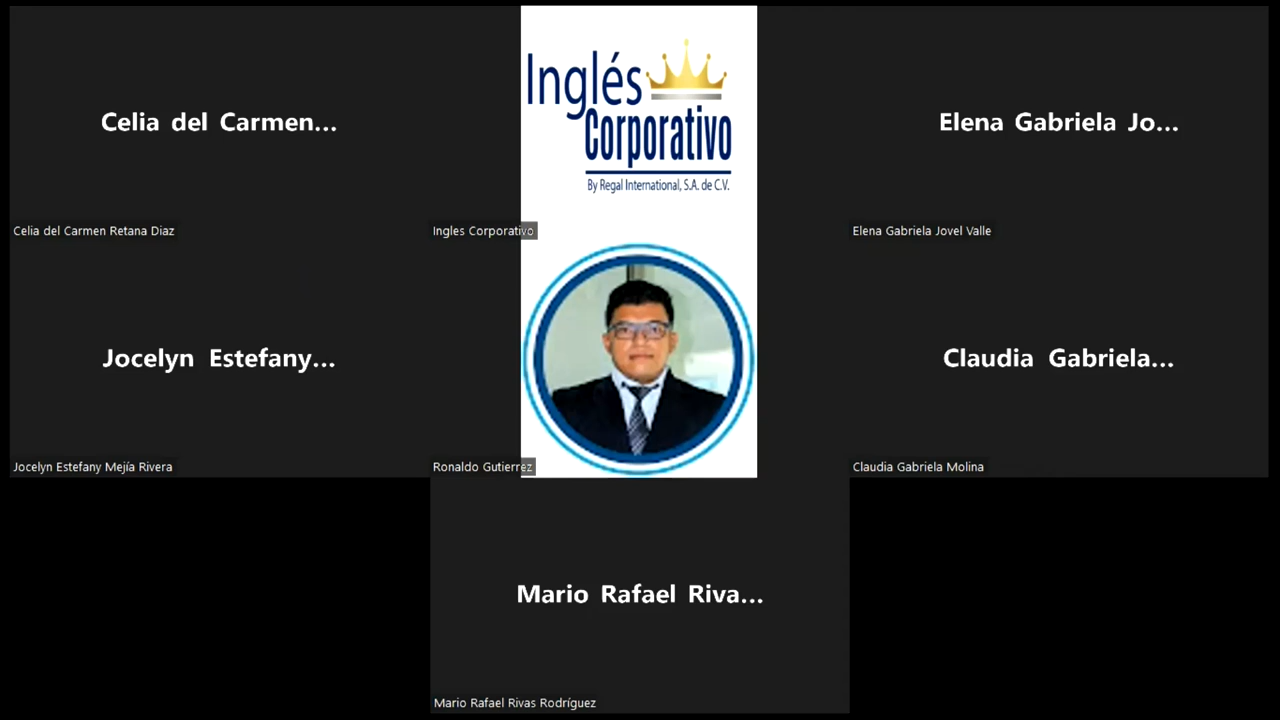 Celia del Carmen...
Celia del Carmen Retana Diaz
Inglés
Corporativo
By Regal International, S.A. de C.V.
Ingles Corporativo
Elena Gabriela Jo...
Elena Gabriela Jovel Valle
Jocelyn Estefany...
Jocelyn Estefany Mejía Rivera
Ronaldo Gutierrez
Claudia Gabriela...
Claudia Gabriela Molina
Mario Rafael Riva...
Mario Rafael Rivas Rodríguez